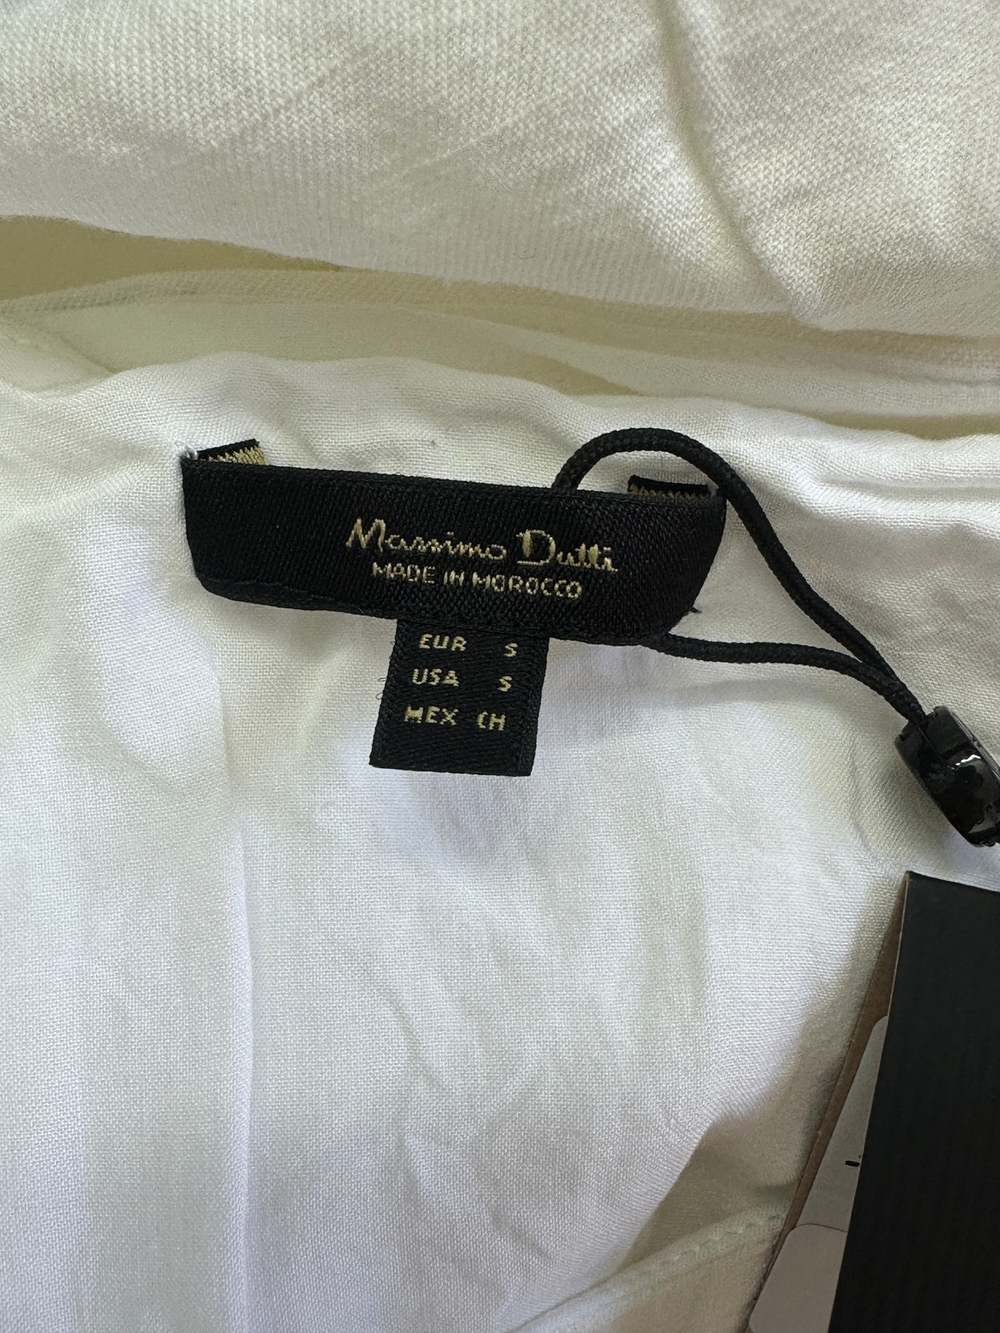 Massimo Dutti
MADE IN MOROCCO
EUR S
USA S
MEX CH